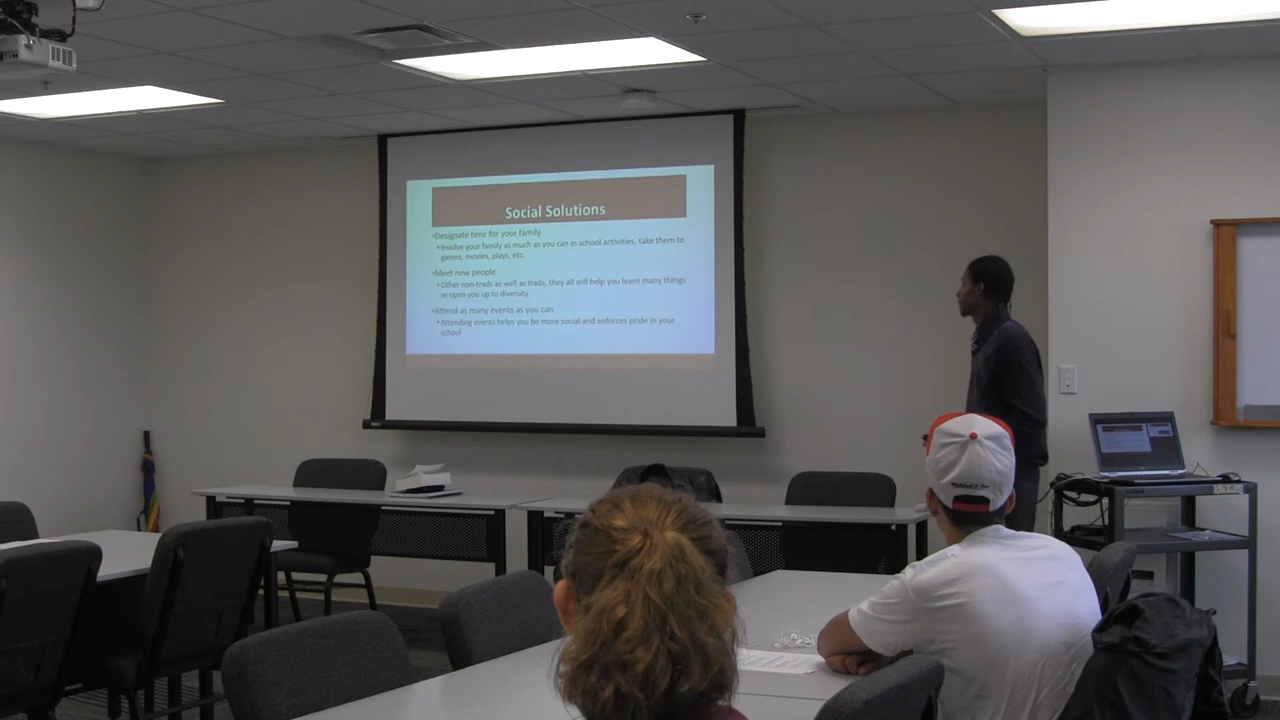 Social Solutions
•Designate time for your family
•Involve your family as much as you can in school activities, take them to
games, movies, plays, etc.
•Meet new people
•Other non-trads as well as trads, they all will help you learn many things
as open you up to diversity
•Attend as many events as you can
•Attending events helps you be more social and enforces pride in your
school